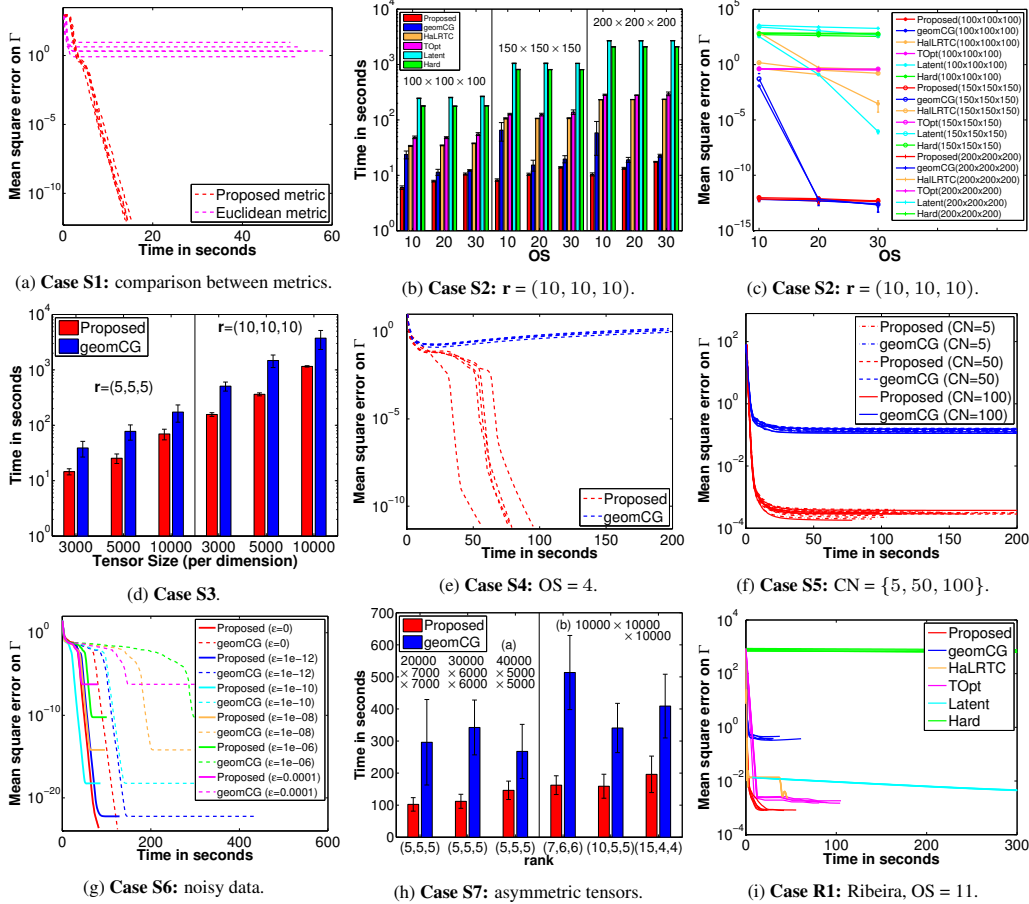 Mean square error on Γ
10^0
10^-5
10^-10
0 20 40 60
Time in seconds
Proposed metric
Euclidean metric
(a) Case S1: comparison between metrics.
Time in seconds
10^4
10^3
10^2
10^1
10^0
Proposed
geomCG
HaLRTC
TOpt
Latent
Hard
100 × 100 × 100
150 × 150 × 150
200 × 200 × 200
10 20 30 10 20 30 10 20 30
OS
(b) Case S2: r = (10, 10, 10).
Mean square error on Γ
10^5
10^0
10^-5
10^-10
10^-15
10 20 30
OS
Proposed(100x100x100)
geomCG(100x100x100)
HalLRTC(100x100x100)
TOpt(100x100x100)
Latent(100x100x100)
Hard(100x100x100)
Proposed(150x150x150)
geomCG(150x150x150)
HalLRTC(150x150x150)
TOpt(150x150x150)
Latent(150x150x150)
Hard(150x150x150)
Proposed(200x200x200)
geomCG(200x200x200)
HalLRTC(200x200x200)
TOpt(200x200x200)
Latent(200x200x200)
Hard(200x200x200)
(c) Case S2: r = (10, 10, 10).
Time in seconds
10^4
10^3
10^2
10^1
10^0
Proposed
geomCG
r=(5,5,5)
r=(10,10,10)
3000 5000 10000 3000 5000 10000
Tensor Size (per dimension)
(d) Case S3.
Mean square error on Γ
10^0
10^-5
10^-10
0 50 100 150 200
Time in seconds
Proposed
geomCG
(e) Case S4: OS = 4.
Mean square error on Γ
10^2
10^0
10^-2
10^-4
0 50 100 150 200
Time in seconds
Proposed (CN=5)
geomCG (CN=5)
Proposed (CN=50)
geomCG (CN=50)
Proposed (CN=100)
geomCG (CN=100)
(f) Case S5: CN = {5, 50, 100}.
Mean square error on Γ
10^0
10^-10
10^-20
0 200 400 600
Time in seconds
Proposed (ε=0)
geomCG (ε=0)
Proposed (ε=1e-12)
geomCG (ε=1e-12)
Proposed (ε=1e-10)
geomCG (ε=1e-10)
Proposed (ε=1e-08)
geomCG (ε=1e-08)
Proposed (ε=1e-06)
geomCG (ε=1e-06)
Proposed (ε=0.0001)
geomCG (ε=0.0001)
(g) Case S6: noisy data.
Time in seconds
700
600
500
400
300
200
100
0
Proposed
geomCG
(a)
20000 30000 40000
× 7000 × 6000 × 5000
× 7000 × 6000 × 5000
(b) 10000 × 10000
× 10000
(5,5,5) (5,5,5) (5,5,5) (7,6,6) (10,5,5) (15,4,4)
rank
(h) Case S7: asymmetric tensors.
Mean square error on Γ
10^4
10^2
10^0
10^-2
10^-4
0 100 200 300
Time in seconds
Proposed
geomCG
HaLRTC
TOpt
Latent
Hard
(i) Case R1: Ribeira, OS = 11.